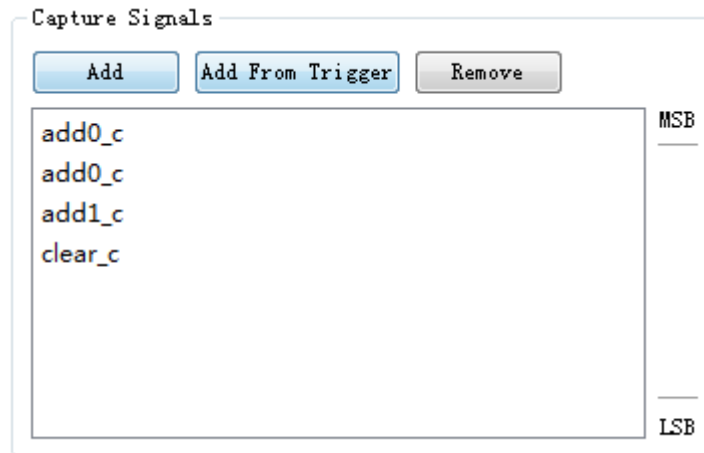 Capture Signals
Add Add From Trigger Remove
MSB
add0_c
add0_c
add1_c
clear_c
LSB